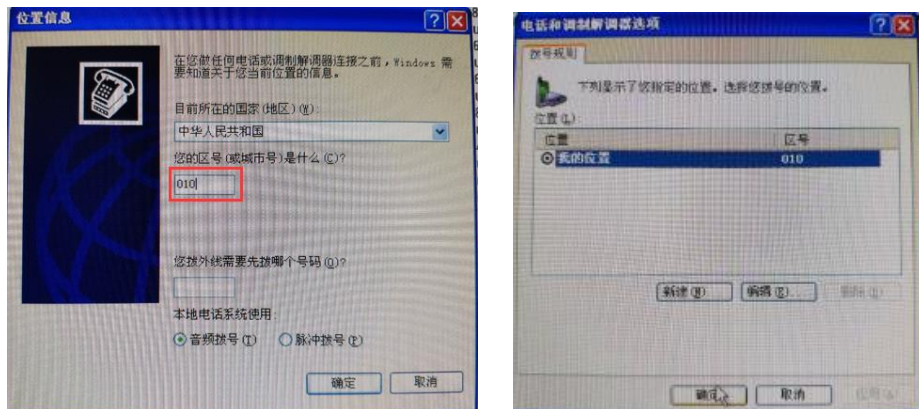 位置信息
在您做任何电话或调制解调器连接之前，Windows 需
要知道关于您当前位置的信息。
目前所在的国家(地区)(W):
中华人民共和国
您的区号(或城市号)是什么(C)?
010
您拨外线需要先拨哪个号码(O)?
本地电话系统使用:
音频拨号(T)
脉冲拨号(P)
确定
取消
电话和调制解调器选项
拨号规则
下列显示了您指定的位置。选择您拨号的位置。
位置(L)
位置
区号
我的位置
010
新建(N)
编辑(E)...
删除(D)
确定
取消
应用(A)